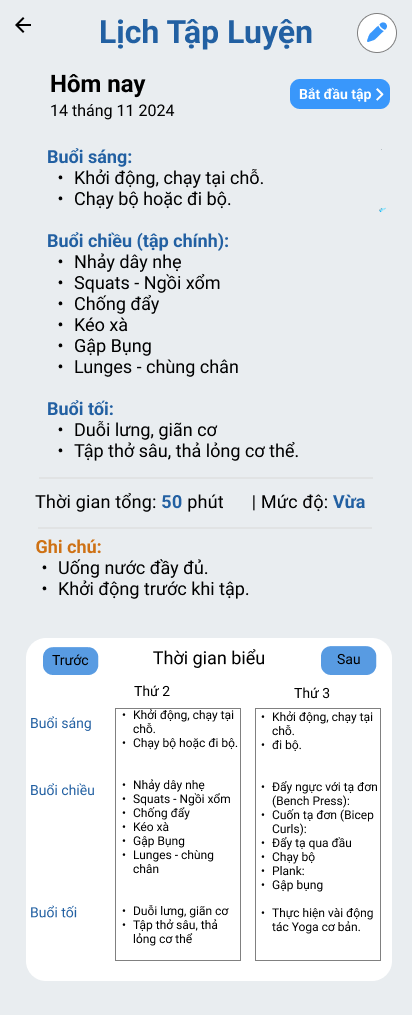 Lịch Tập Luyện
Hôm nay
14 tháng 11 2024
Bắt đầu tập
Buổi sáng:
• Khởi động, chạy tại chỗ.
• Chạy bộ hoặc đi bộ.
Buổi chiều (tập chính):
• Nhảy dây nhẹ
• Squats - Ngồi xổm
• Chống đẩy
• Kéo xà
• Gập Bụng
• Lunges - chùng chân
Buổi tối:
• Duỗi lưng, giãn cơ
• Tập thở sâu, thả lỏng cơ thể.
Thời gian tổng: 50 phút | Mức độ: Vừa
Ghi chú:
• Uống nước đầy đủ.
• Khởi động trước khi tập.
Trước
Thời gian biểu
Sau
Thứ 2
Thứ 3
Buổi sáng
• Khởi động, chạy tại
chỗ.
• Chạy bộ hoặc đi bộ.
• Khởi động, chạy tại
chỗ.
• đi bộ.
Buổi chiều
• Nhảy dây nhẹ
• Squats - Ngồi xổm
• Chống đẩy
• Kéo xà
• Gập Bụng
• Lunges - chùng
chân
• Đẩy ngực với tạ đơn
(Bench Press):
• Cuốn tạ đơn (Bicep
Curls):
• Đẩy tạ qua đầu
• Chạy bộ
• Plank:
• Gập bụng
Buổi tối
• Duỗi lưng, giãn cơ
• Tập thở sâu, thả
lỏng cơ thể
• Thực hiện vài động
tác Yoga cơ bản.